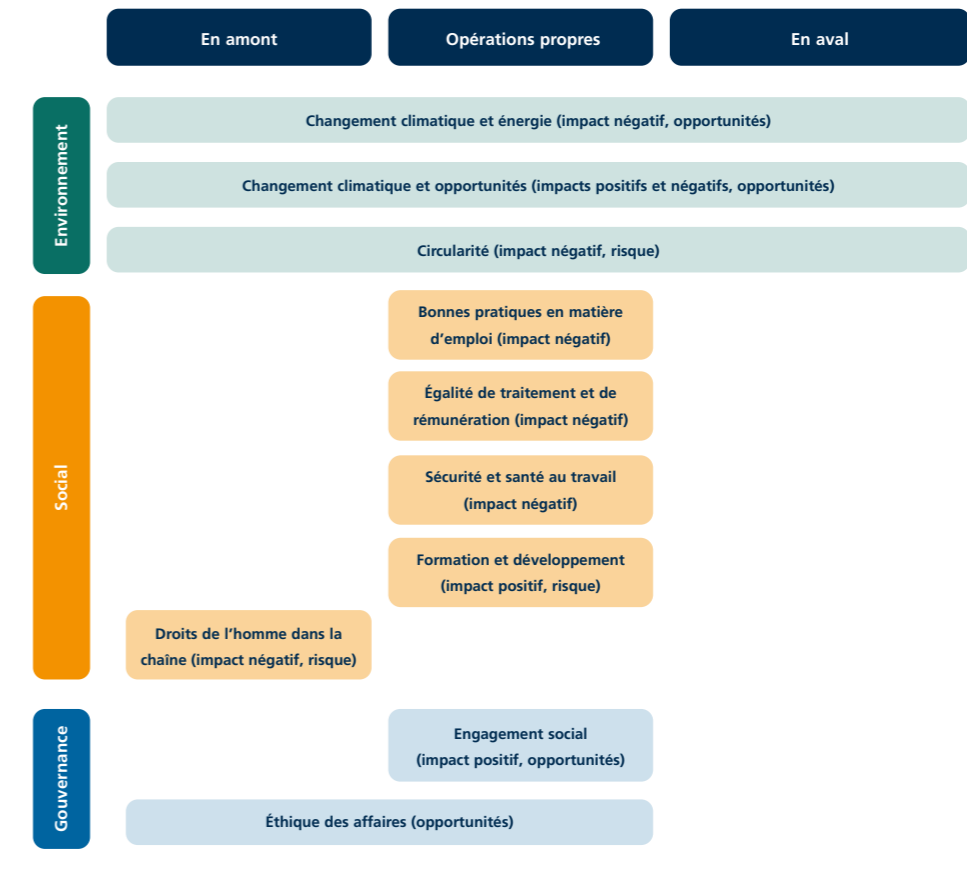 En amont
Opérations propres
En aval
Environnement
Changement climatique et énergie (impact négatif, opportunités)
Changement climatique et opportunités (impacts positifs et négatifs, opportunités)
Circularité (impact négatif, risque)
Social
Bonnes pratiques en matière
d’emploi (impact négatif)
Égalité de traitement et de
rémunération (impact négatif)
Sécurité et santé au travail
(impact négatif)
Formation et développement
(impact positif, risque)
Droits de l’homme dans la
chaîne (impact négatif, risque)
Gouvernance
Engagement social
(impact positif, opportunités)
Éthique des affaires (opportunités)